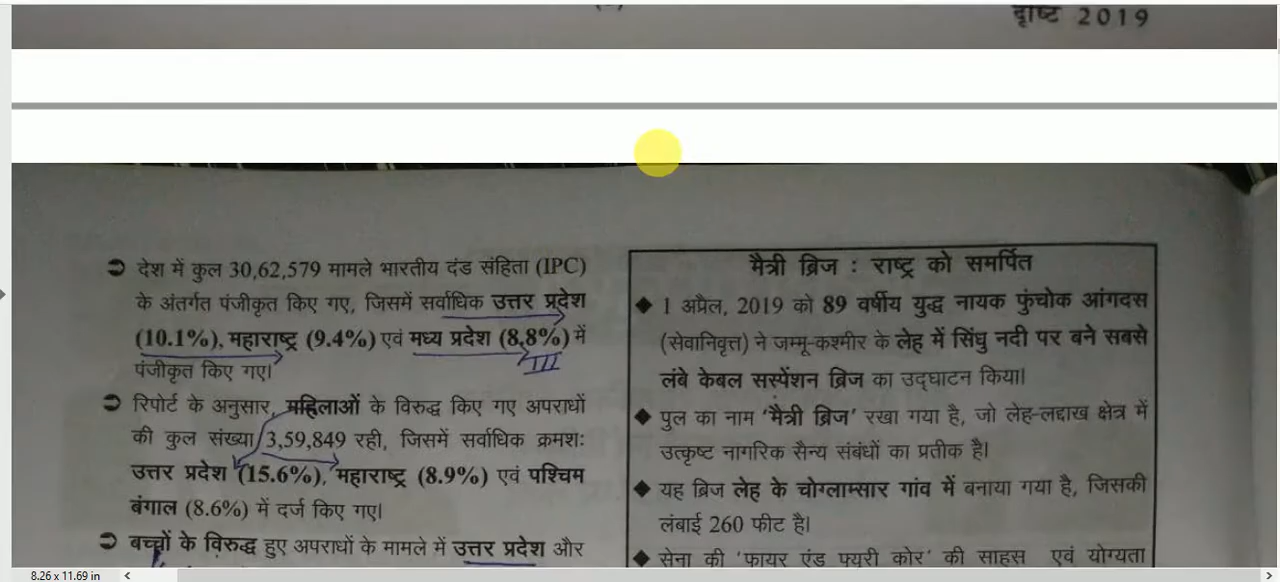 दृष्टि 2019
➲ देश में कुल 30,62,579 मामले भारतीय दंड संहिता (IPC)
के अंतर्गत पंजीकृत किए गए, जिसमें सर्वाधिक उत्तर प्रदेश
(10.1%), महाराष्ट्र (9.4%) एवं मध्य प्रदेश (8.8%) में
III
पंजीकृत किए गए।
➲ रिपोर्ट के अनुसार, महिलाओं के विरुद्ध किए गए अपराधों
की कुल संख्या 3,59,849 रही, जिसमें सर्वाधिक क्रमशः
उत्तर प्रदेश (15.6%), महाराष्ट्र (8.9%) एवं पश्चिम
बंगाल (8.6%) में दर्ज किए गए।
➲ बच्चों के विरुद्ध हुए अपराधों के मामले में उत्तर प्रदेश और
मैत्री ब्रिज : राष्ट्र को समर्पित
◆ 1 अप्रैल, 2019 को 89 वर्षीय युद्ध नायक फुंचोक आंगदस
(सेवानिवृत्त) ने जम्मू-कश्मीर के लेह में सिंधु नदी पर बने सबसे
लंबे केबल सस्पेंशन ब्रिज का उद्घाटन किया।
◆ पुल का नाम 'मैत्री ब्रिज' रखा गया है, जो लेह-लद्दाख क्षेत्र में
उत्कृष्ट नागरिक सैन्य संबंधों का प्रतीक है।
◆ यह ब्रिज लेह के चोग्लामसार गांव में बनाया गया है, जिसकी
लंबाई 260 फीट है।
◆ सेना की 'फायर एंड फ्यूरी कोर' की साहस एवं योग्यता
8.26 x 11.69 in